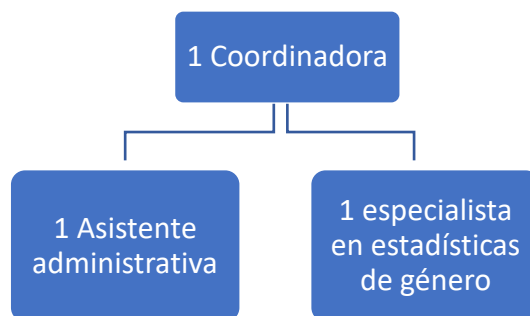 1 Coordinadora
1 Asistente
administrativa
1 especialista
en estadísticas
de género